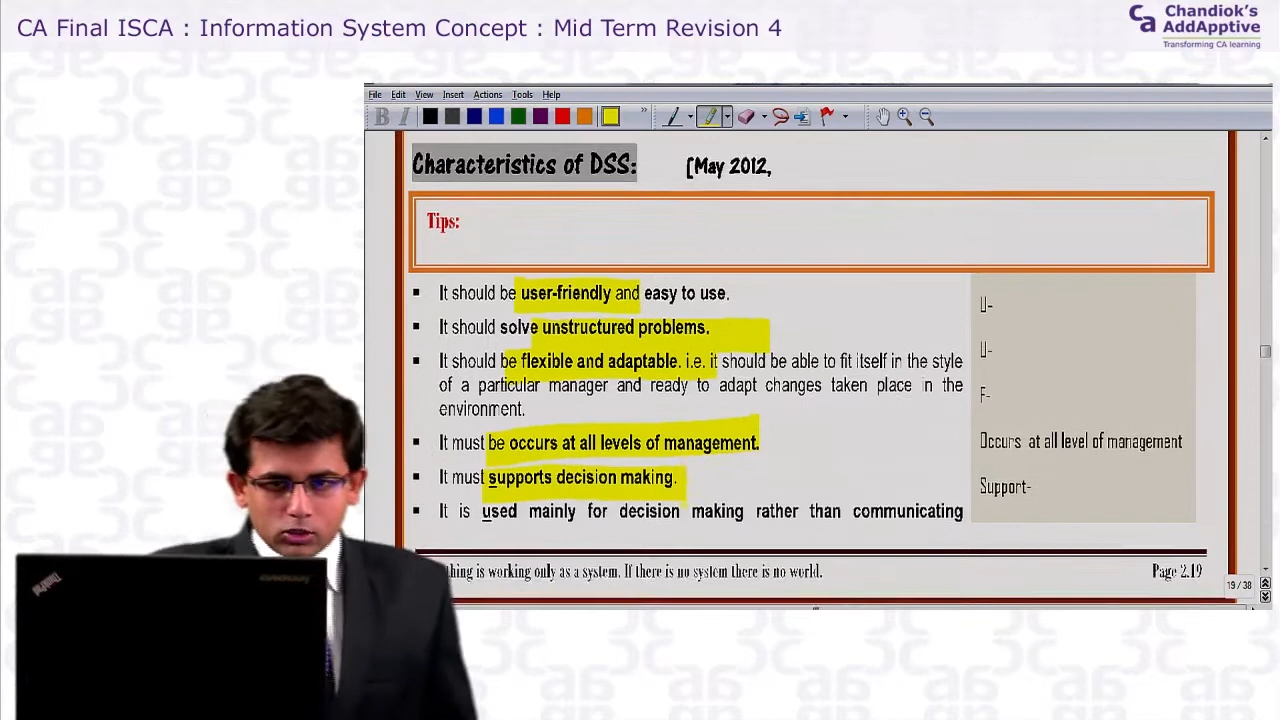 CA Final ISCA : Information System Concept : Mid Term Revision 4
Chandiok's
AddApptive
Transforming CA learning
File Edit View Insert Actions Tools Help
B I
Characteristics of DSS: [May 2012,
Tips:
▪ It should be user-friendly and easy to use.
▪ It should solve unstructured problems.
▪ It should be flexible and adaptable. i.e. it should be able to fit itself in the style
of a particular manager and ready to adapt changes taken place in the
environment.
▪ It must be occurs at all levels of management.
▪ It must supports decision making.
▪ It is used mainly for decision making rather than communicating
U-
U-
F-
Occurs at all level of management
Support-
thing is working only as a system. If there is no system there is no world. Page 2.19
19 / 38
ThinkPad
lenovo